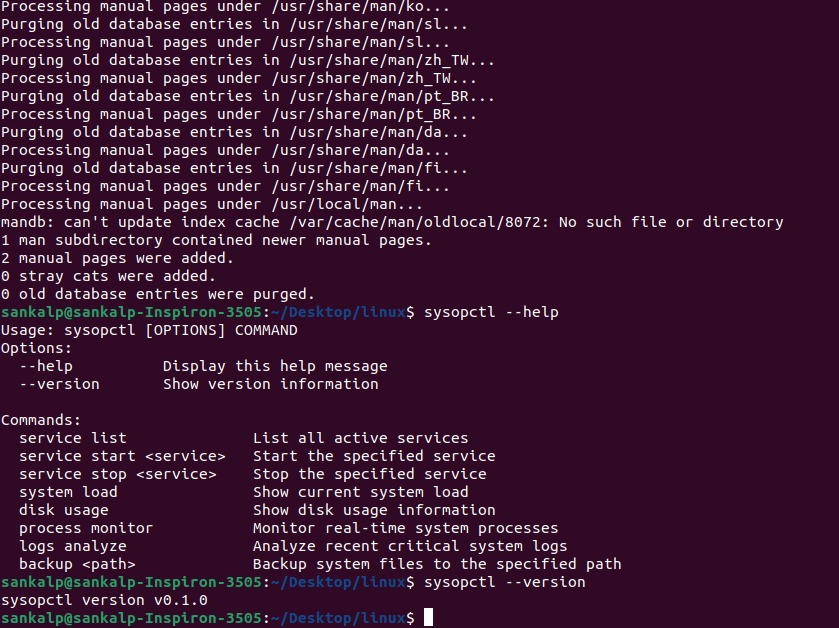 Processing manual pages under /usr/share/man/ko...
Purging old database entries in /usr/share/man/sl...
Processing manual pages under /usr/share/man/sl...
Purging old database entries in /usr/share/man/zh_TW...
Processing manual pages under /usr/share/man/zh_TW...
Purging old database entries in /usr/share/man/pt_BR...
Processing manual pages under /usr/share/man/pt_BR...
Purging old database entries in /usr/share/man/da...
Processing manual pages under /usr/share/man/da...
Purging old database entries in /usr/share/man/fi...
Processing manual pages under /usr/share/man/fi...
Processing manual pages under /usr/local/man...
mandb: can't update index cache /var/cache/man/oldlocal/8072: No such file or directory
1 man subdirectory contained newer manual pages.
2 manual pages were added.
0 stray cats were added.
0 old database entries were purged.
sankalp@sankalp-Inspiron-3505:~/Desktop/linux$ sysopctl --help
Usage: sysopctl [OPTIONS] COMMAND
Options:
  --help          Display this help message
  --version       Show version information

Commands:
  service list              List all active services
  service start <service>   Start the specified service
  service stop <service>    Stop the specified service
  system load               Show current system load
  disk usage                Show disk usage information
  process monitor           Monitor real-time system processes
  logs analyze              Analyze recent critical system logs
  backup <path>             Backup system files to the specified path
sankalp@sankalp-Inspiron-3505:~/Desktop/linux$ sysopctl --version
sysopctl version v0.1.0
sankalp@sankalp-Inspiron-3505:~/Desktop/linux$